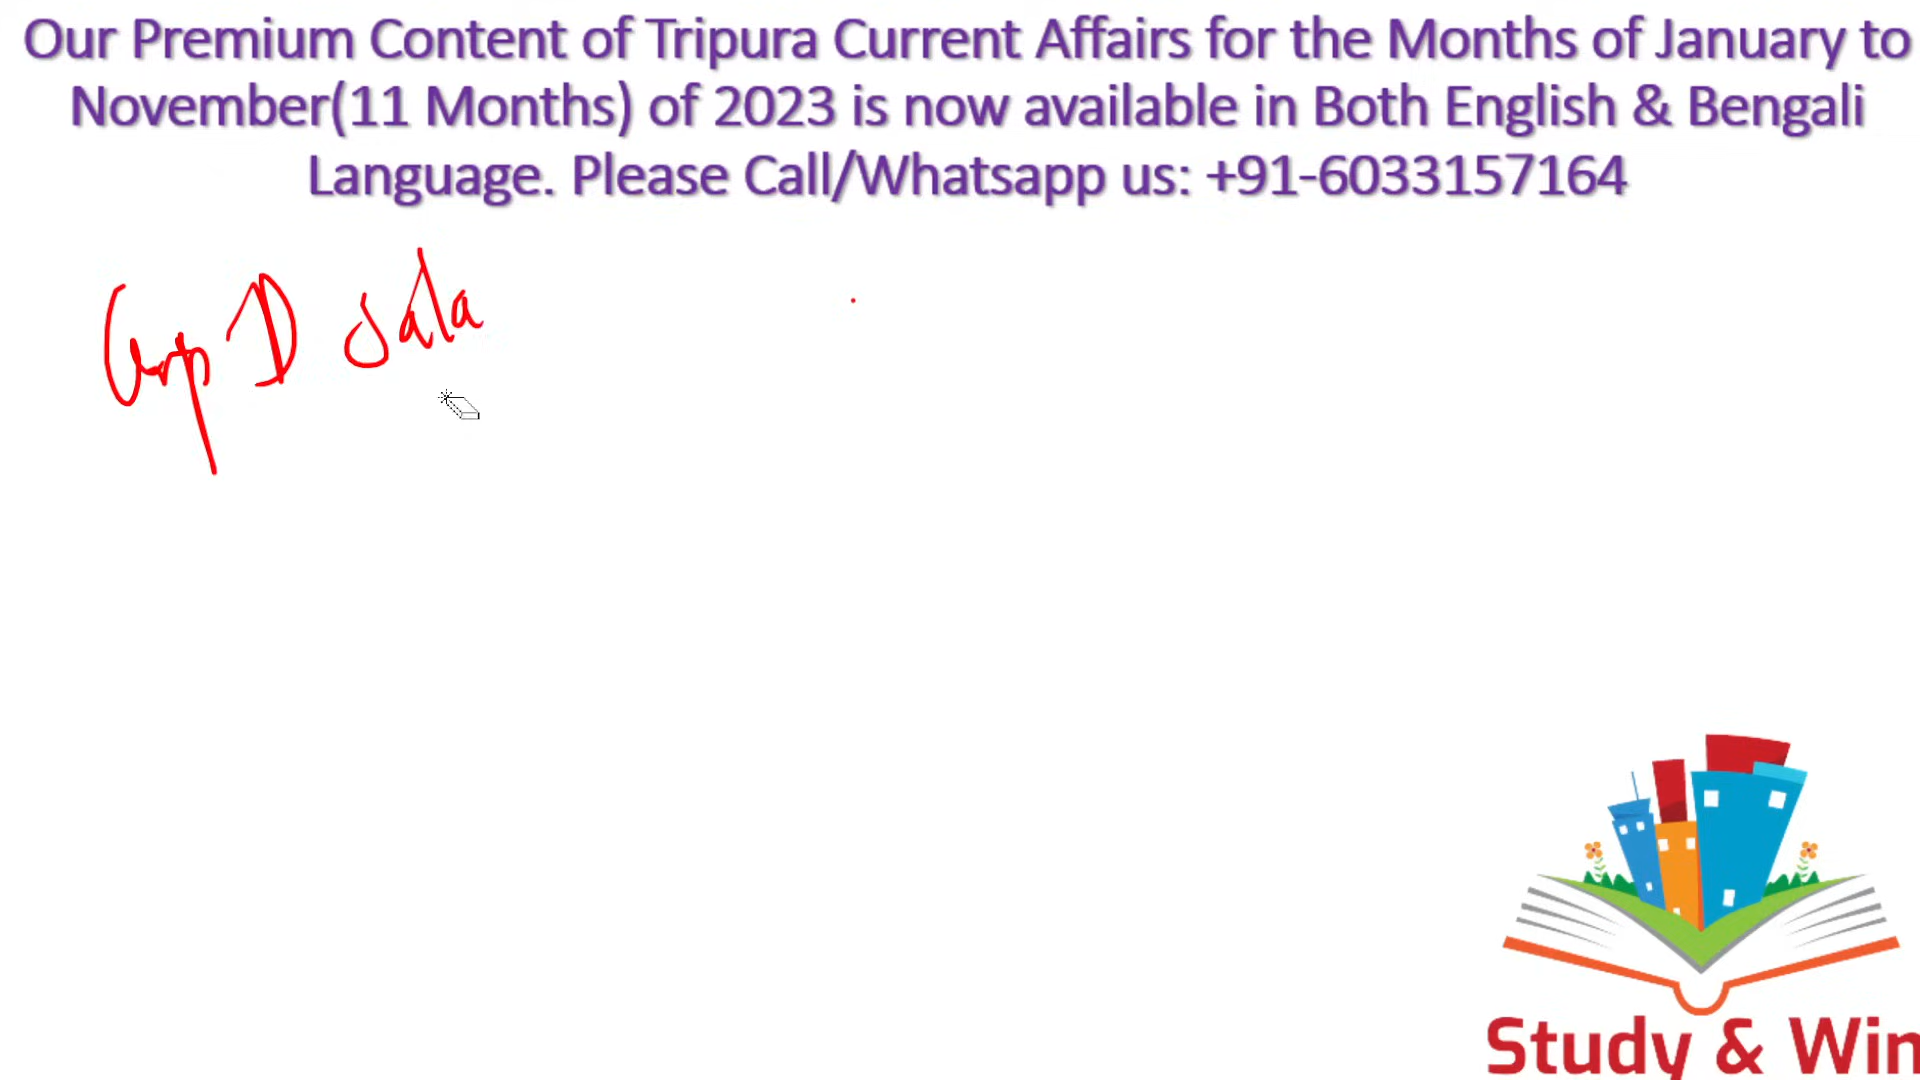 Our Premium Content of Tripura Current Affairs for the Months of January to
November(11 Months) of 2023 is now available in Both English & Bengali
Language. Please Call/Whatsapp us: +91-6033157164
Grp D sala
Study & Win